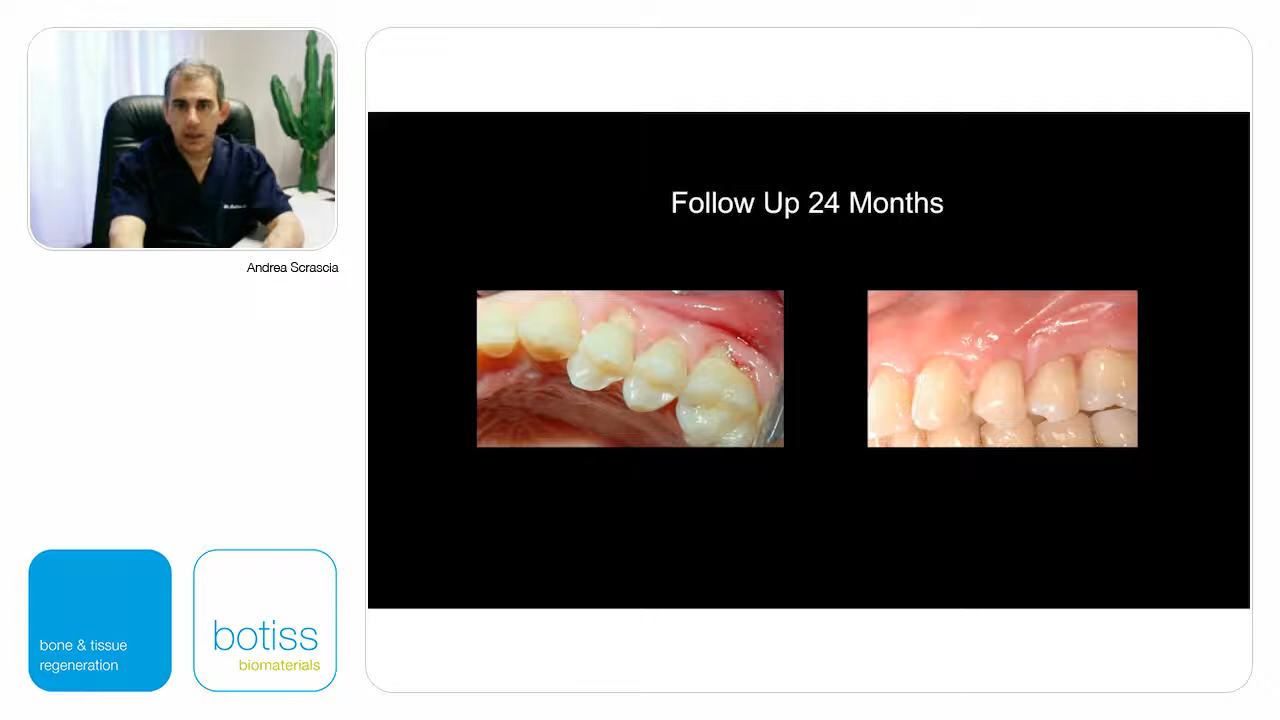 Andrea Scrascia
Follow Up 24 Months
bone & tissue
regeneration
botiss
biomaterials